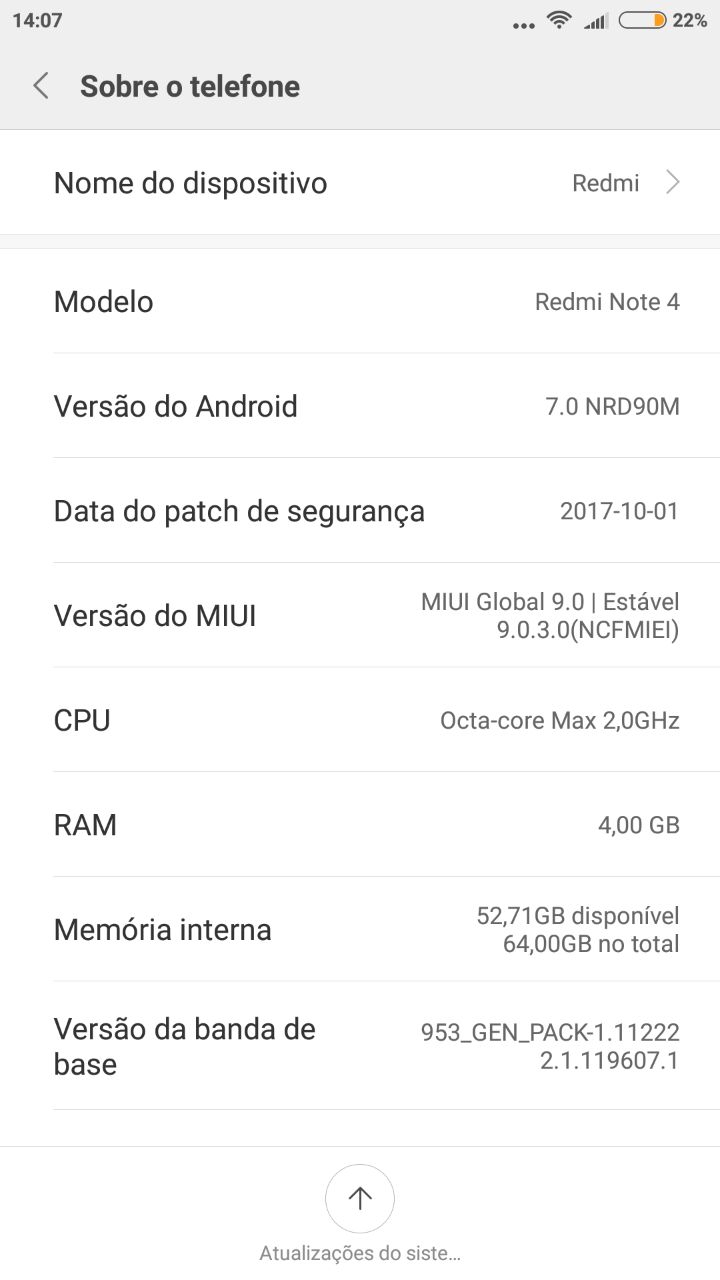 14:07
22%
Sobre o telefone
Nome do dispositivo
Redmi
Modelo
Redmi Note 4
Versão do Android
7.0 NRD90M
Data do patch de segurança
2017-10-01
Versão do MIUI
MIUI Global 9.0 | Estável
9.0.3.0(NCFMIEI)
CPU
Octa-core Max 2,0GHz
RAM
4,00 GB
Memória interna
52,71GB disponível
64,00GB no total
Versão da banda de
base
953_GEN_PACK-1.11222
2.1.119607.1
Atualizações do siste…